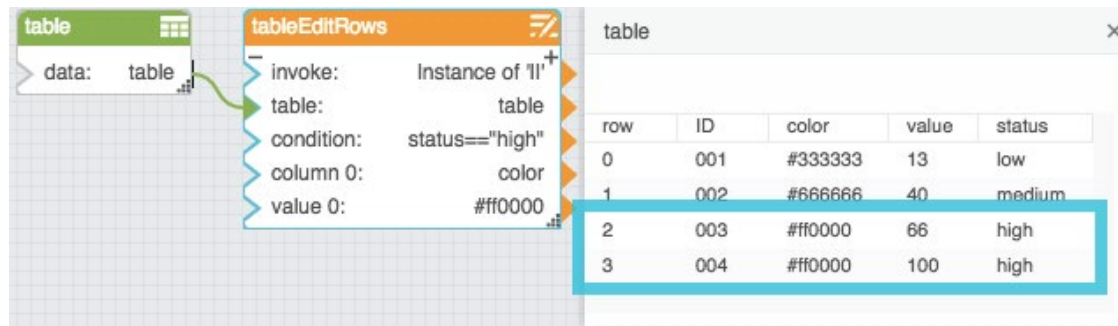 table
data: table
tableEditRows
invoke: Instance of 'II'
table: table
condition: status=="high"
column 0: color
value 0: #ff0000
table
row ID color value status
0 001 #333333 13 low
1 002 #666666 40 medium
2 003 #ff0000 66 high
3 004 #ff0000 100 high